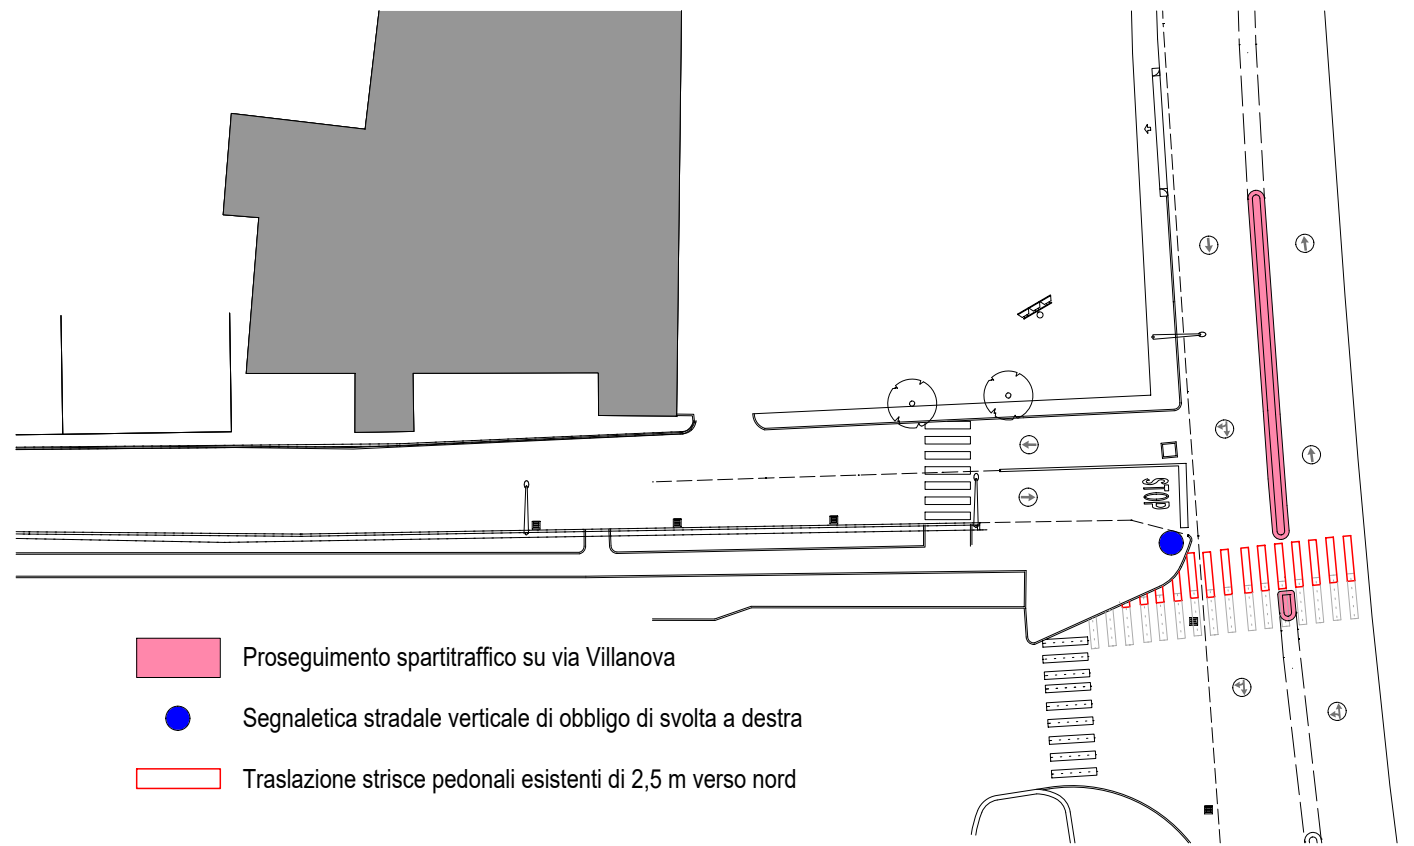 STOP
Proseguimento spartitraffico su via Villanova
Segnaletica stradale verticale di obbligo di svolta a destra
Traslazione strisce pedonali esistenti di 2,5 m verso nord